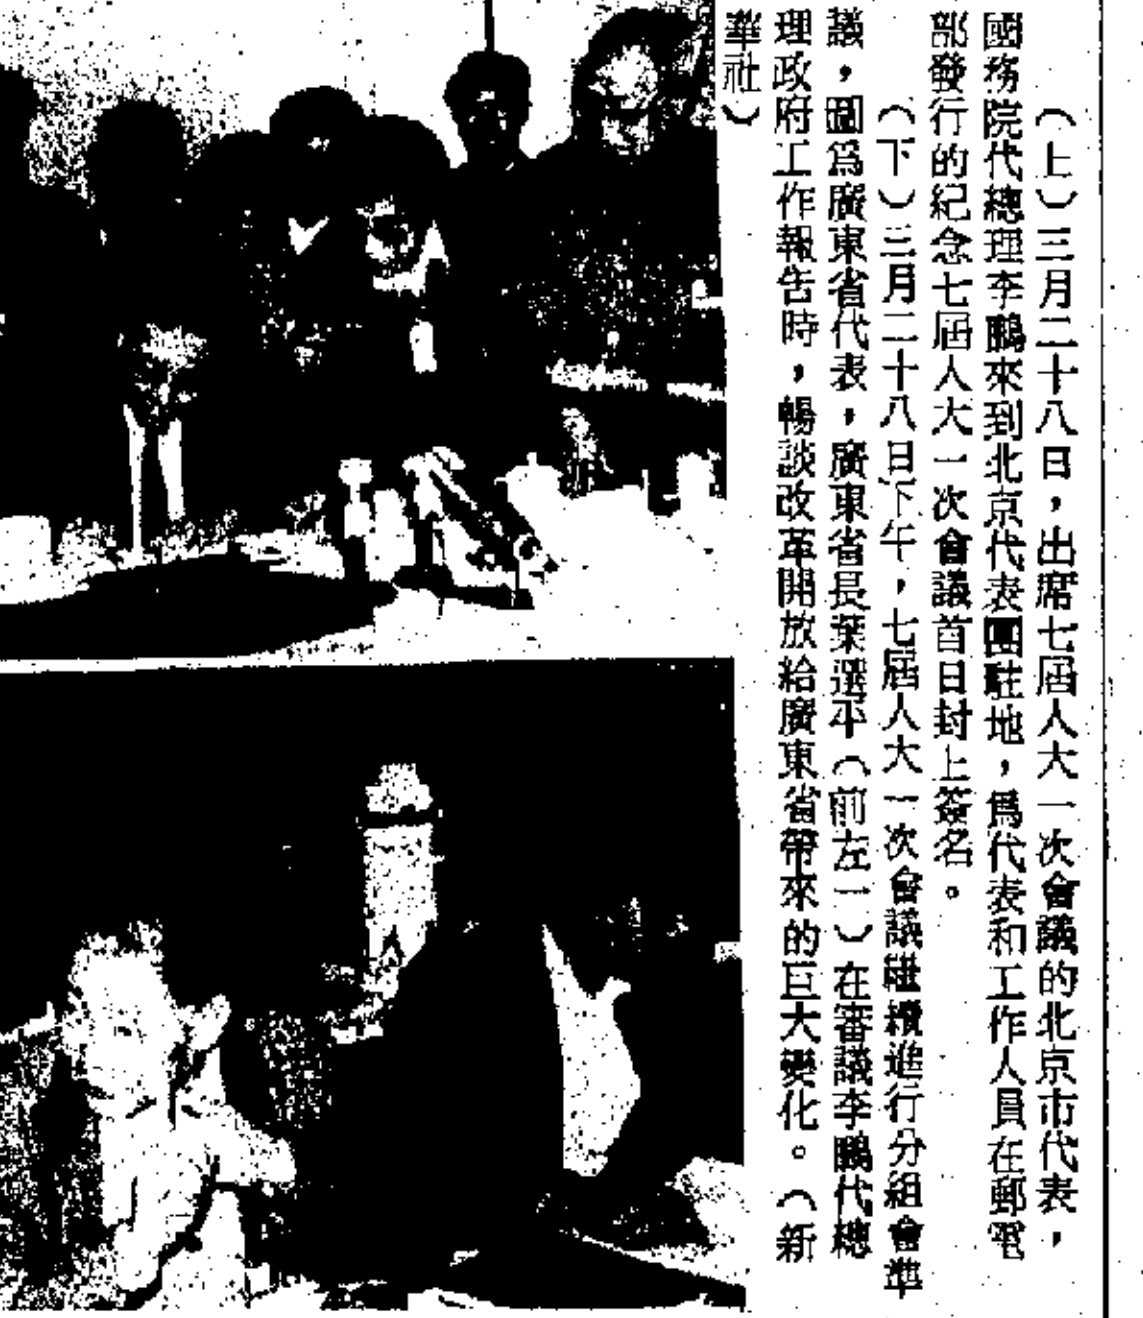 (上)三月二十八日，出席七屆人大一次會議的北京市代表，
國務院代總理李鵬來到北京代表團駐地，爲代表和工作人員在郵電
部發行的紀念七屆人大一次會議首日封上簽名。
(下)三月二十八日下午，七屆人大一次會議繼續進行分組會準
議，圖爲廣東省代表，廣東省長葉選平(前左一)在審議李鵬代總
理政府工作報告時，暢談改革開放給廣東省帶來的巨大變化。(新
華社)